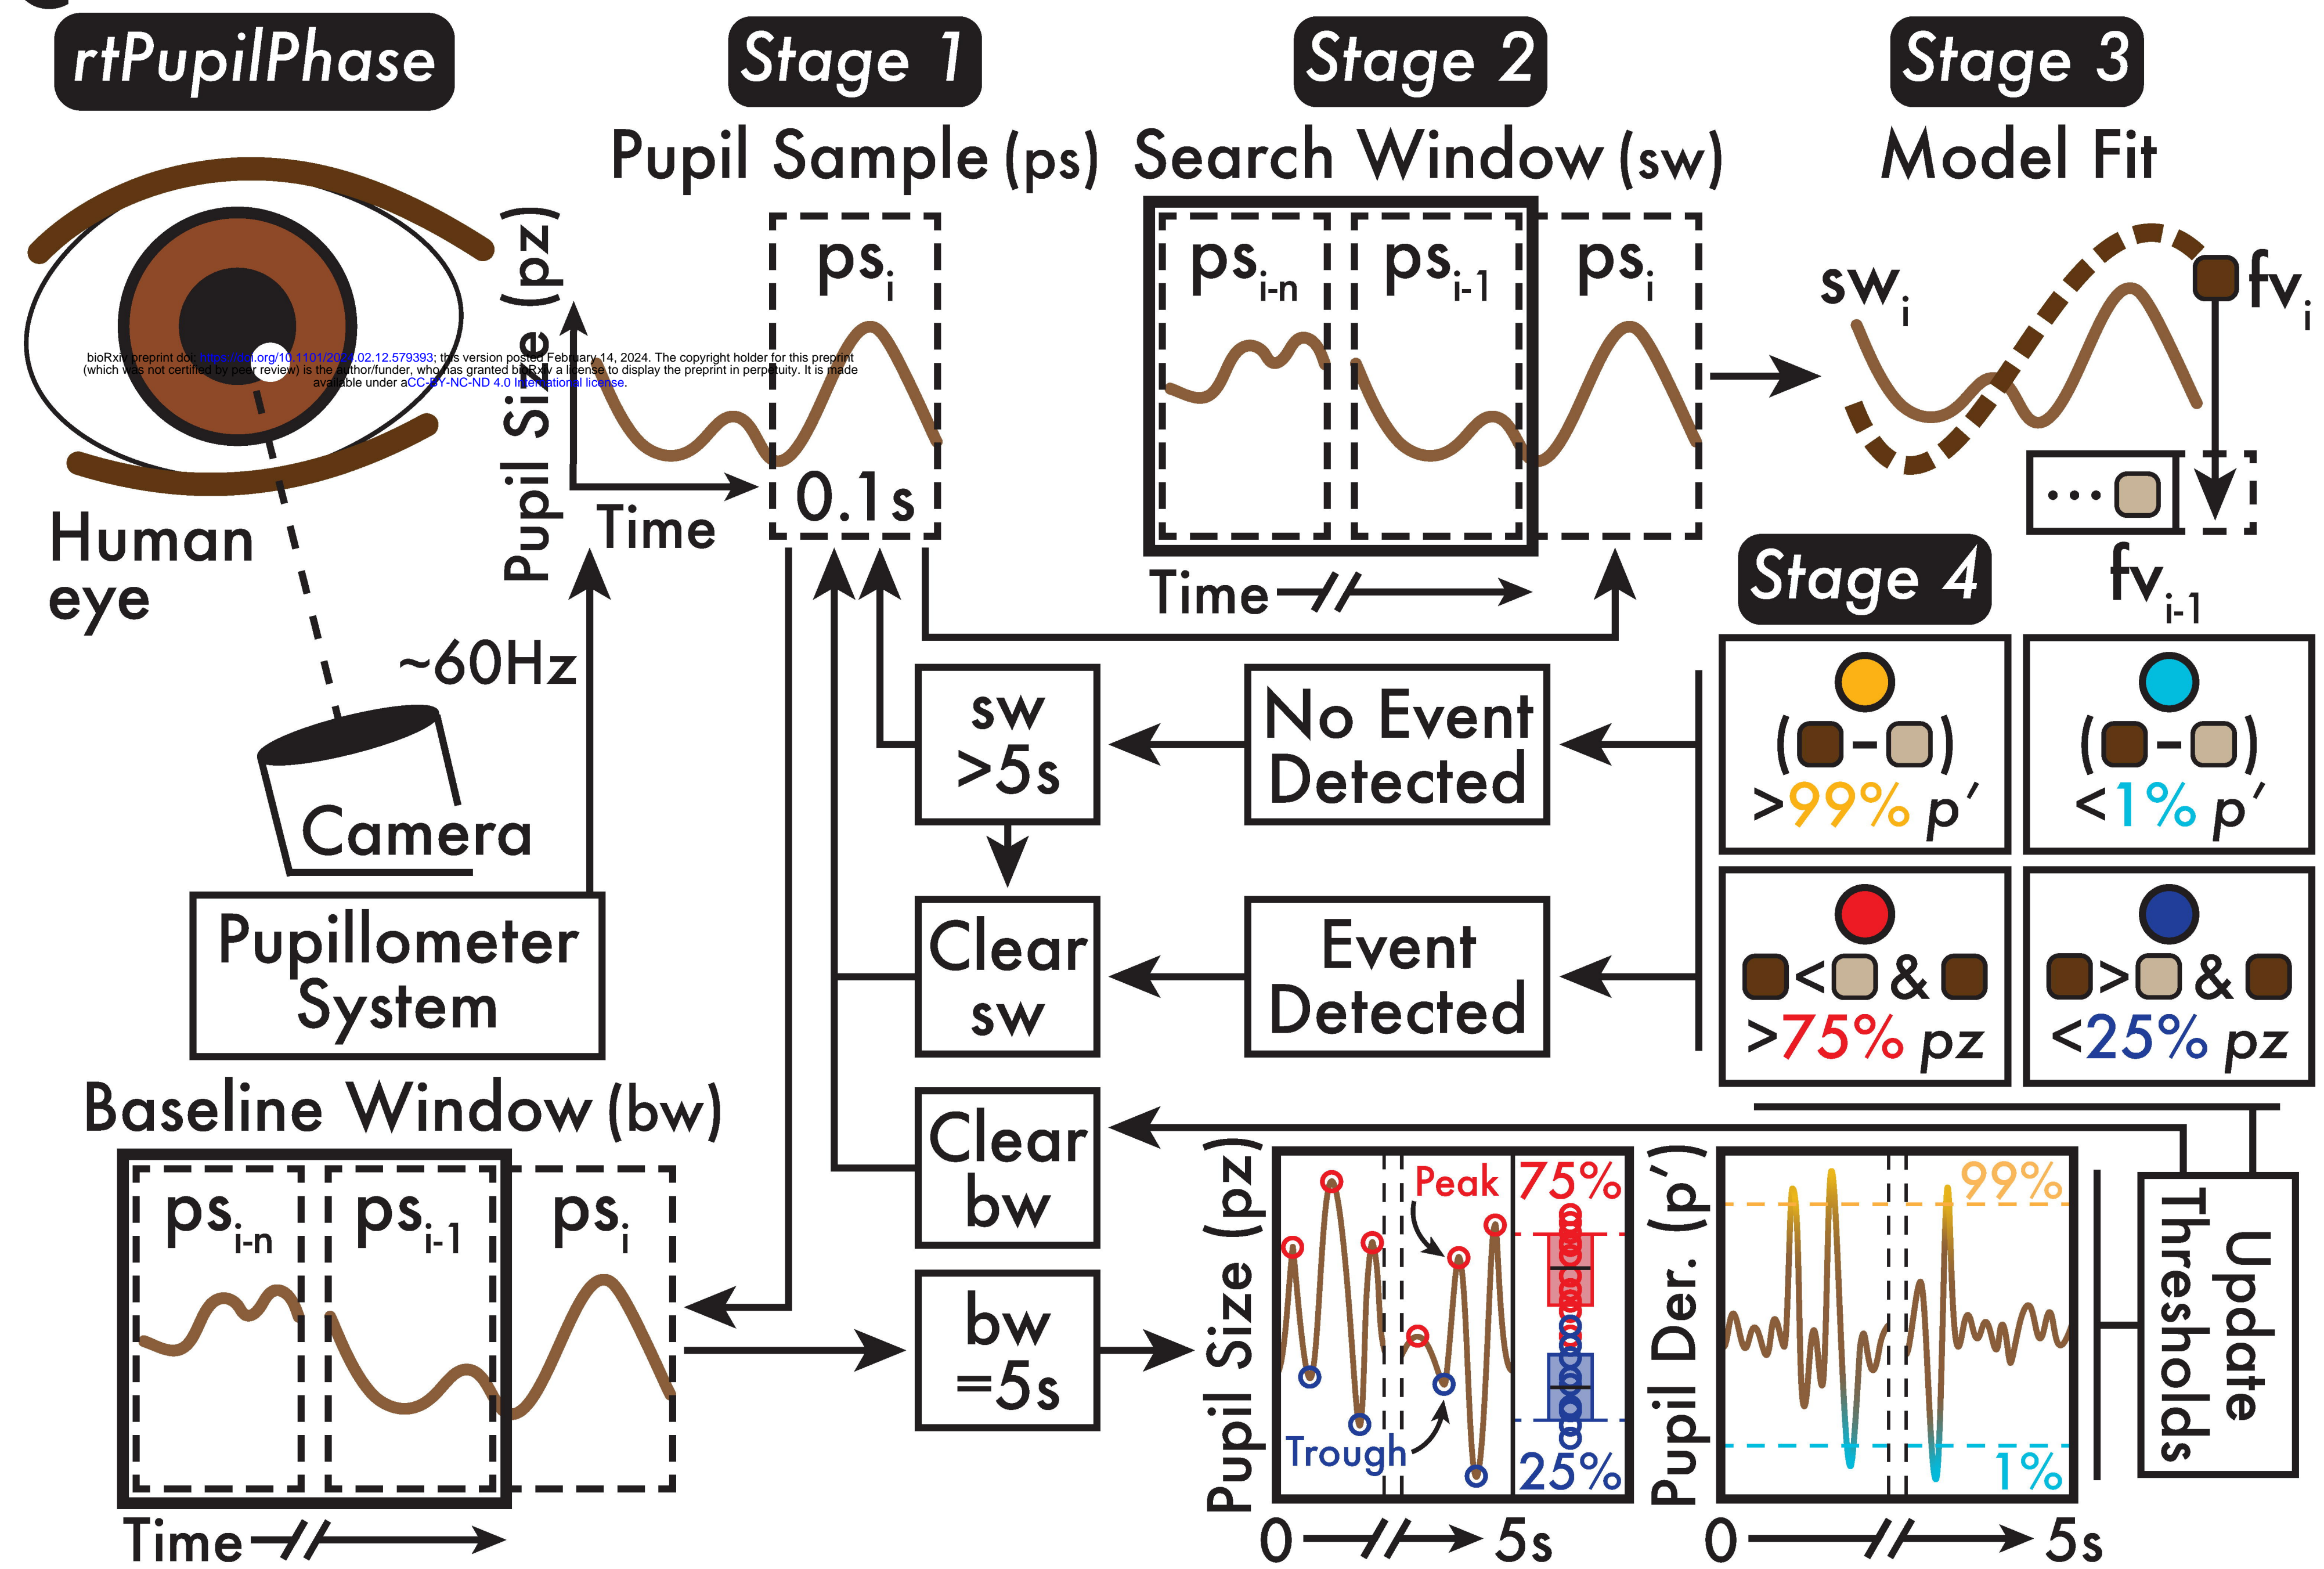 rtPupilPhase
Stage 1
Stage 2
Stage 3
Pupil Sample (ps)
Search Window (sw)
Model Fit
Pupil Size (pz)
ps i
ps i-n
ps i-1
ps i
sw i
fv i
bioRxiv preprint doi: https://doi.org/10.1101/2024.02.12.579393; this version posted February 14, 2024. The copyright holder for this preprint
(which was not certified by peer review) is the author/funder, who has granted bioRxiv a license to display the preprint in perpetuity. It is made
available under aCC-BY-NC-ND 4.0 International license.
0.1s
Time
Human
eye
Time
...
fv i-1
Stage 4
~60Hz
Camera
Pupillometer
System
sw
>5s
No Event
Detected
( - )
>99% p′
( - )
<1% p′
Clear
sw
Event
Detected
< &
>75% pz
> &
<25% pz
Baseline Window (bw)
ps i-n
ps i-1
ps i
Time
Clear
bw
bw
=5s
Pupil Size (pz)
Peak
75%
Trough
25%
0
5s
Pupil Der. (p′)
99%
1%
0
5s
Update
Thresholds